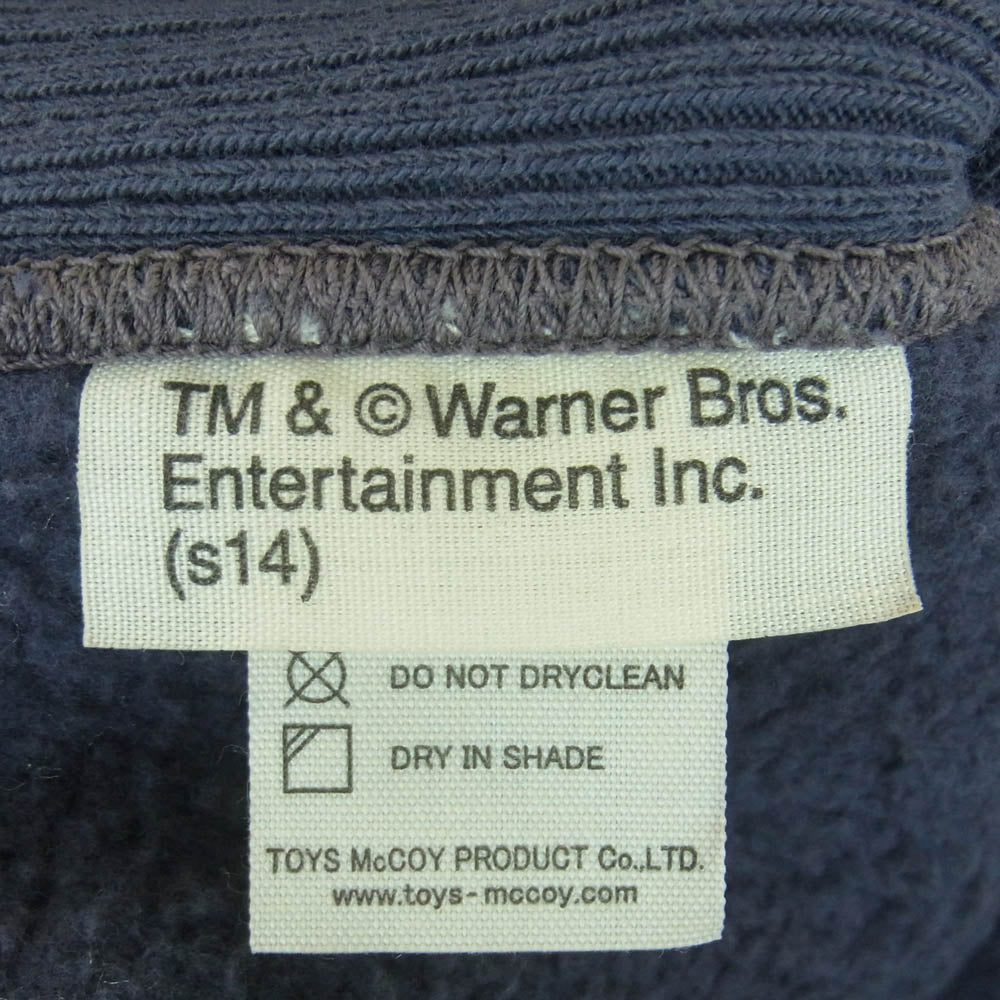 TM & © Warner Bros.
Entertainment Inc.
(s14)
DO NOT DRYCLEAN
DRY IN SHADE
TOYS McCOY PRODUCT Co.,LTD.
www.toys-mccoy.com